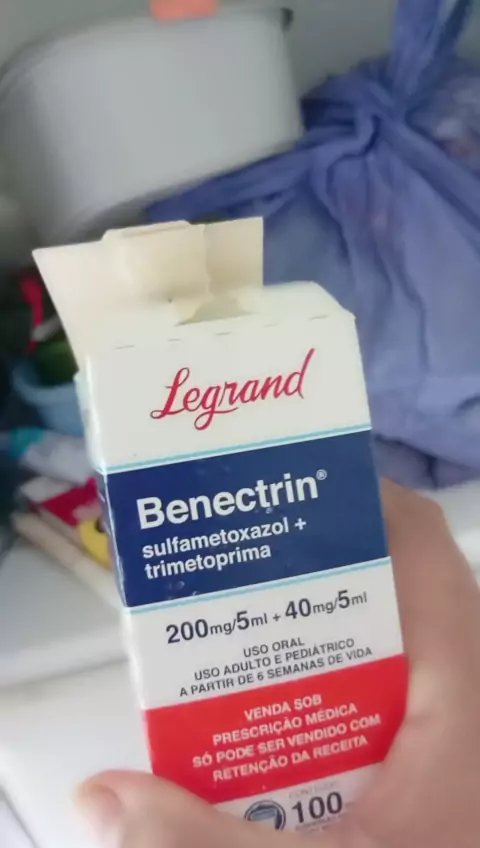 Legrand
Benectrin®
sulfametoxazol +
trimetoprima
200mg/5ml + 40mg/5ml
USO ORAL
USO ADULTO E PEDIÁTRICO
A PARTIR DE 6 SEMANAS DE VIDA
VENDA SOB
PRESCRIÇÃO MÉDICA
SÓ PODE SER VENDIDO COM
RETENÇÃO DA RECEITA
CONTEÚDO
100